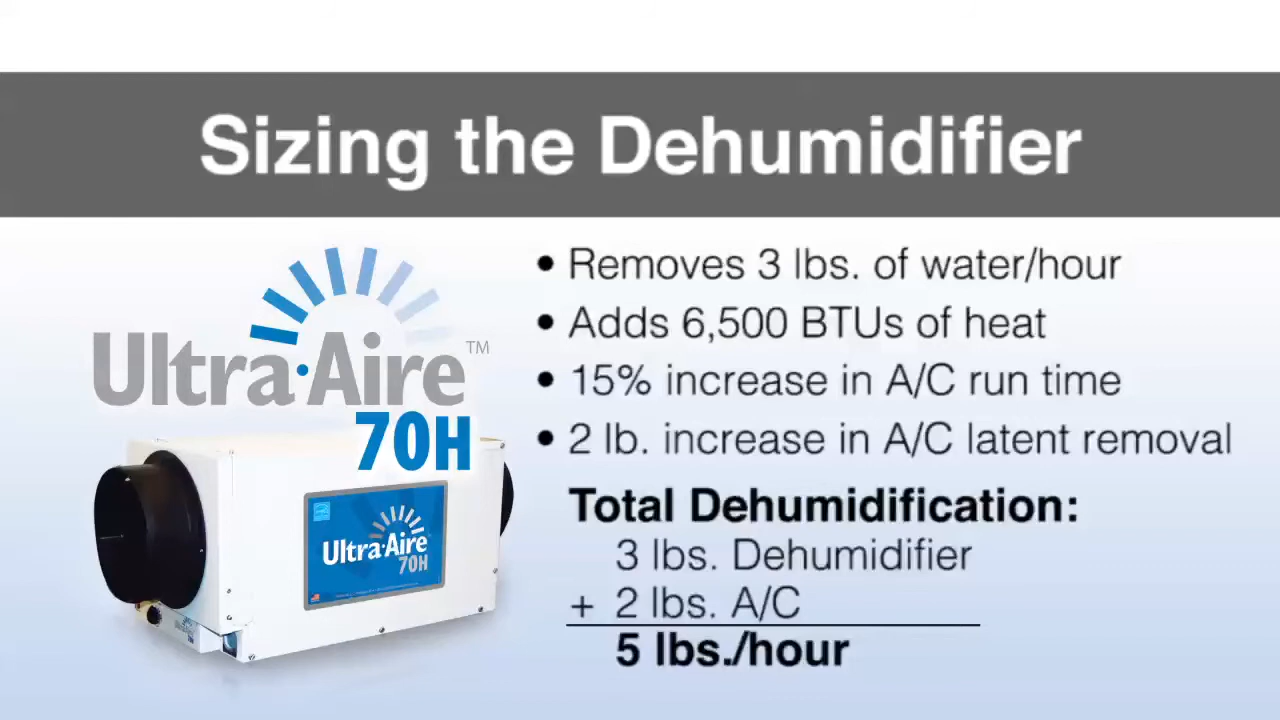 Sizing the Dehumidifier
Ultra·Aire™
70H
Ultra·Aire
70H
• Removes 3 lbs. of water/hour
• Adds 6,500 BTUs of heat
• 15% increase in A/C run time
• 2 lb. increase in A/C latent removal
Total Dehumidification:
3 lbs. Dehumidifier
+ 2 lbs. A/C
5 lbs./hour